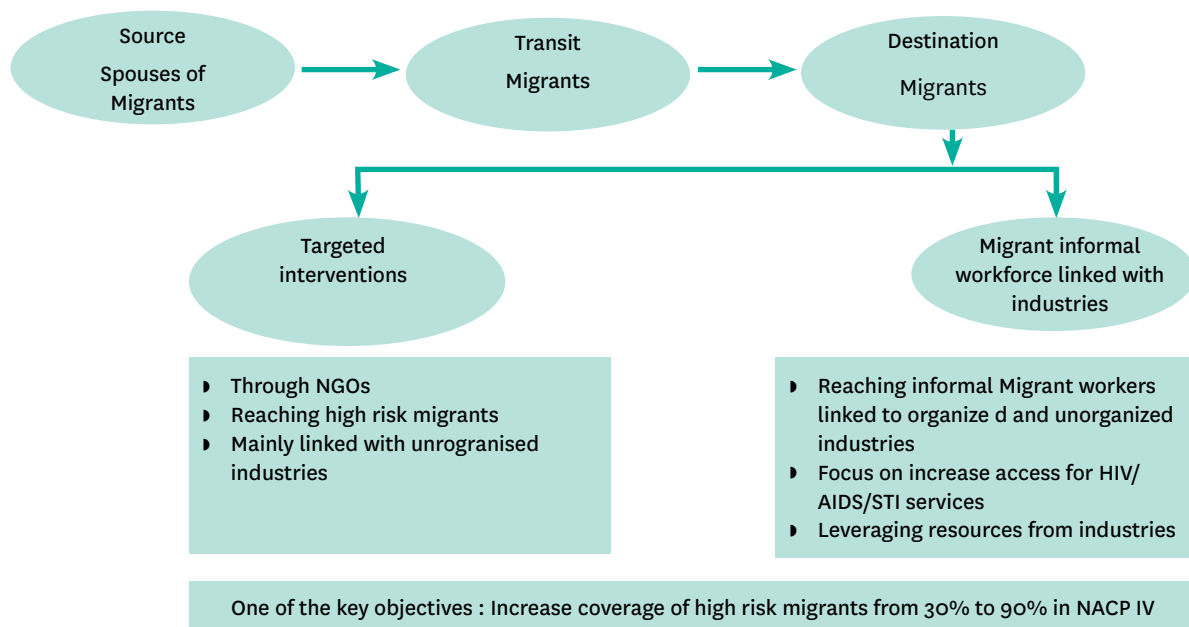 Source
Spouses of
Migrants
Transit
Migrants
Destination
Migrants
Targeted
interventions
Migrant informal
workforce linked with
industries
◗ Through NGOs
◗ Reaching high risk migrants
◗ Mainly linked with unrogranised
industries
◗ Reaching informal Migrant workers
linked to organize d and unorganized
industries
◗ Focus on increase access for HIV/
AIDS/STI services
◗ Leveraging resources from industries
One of the key objectives : Increase coverage of high risk migrants from 30% to 90% in NACP IV